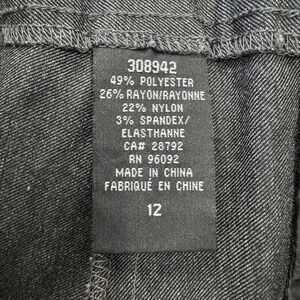 308942
49% POLYESTER
26% RAYON/RAYONNE
22% NYLON
3% SPANDEX/
ELASTHANNE
CA# 28792
RN 96092
MADE IN CHINA
FABRIQUÉ EN CHINE
12